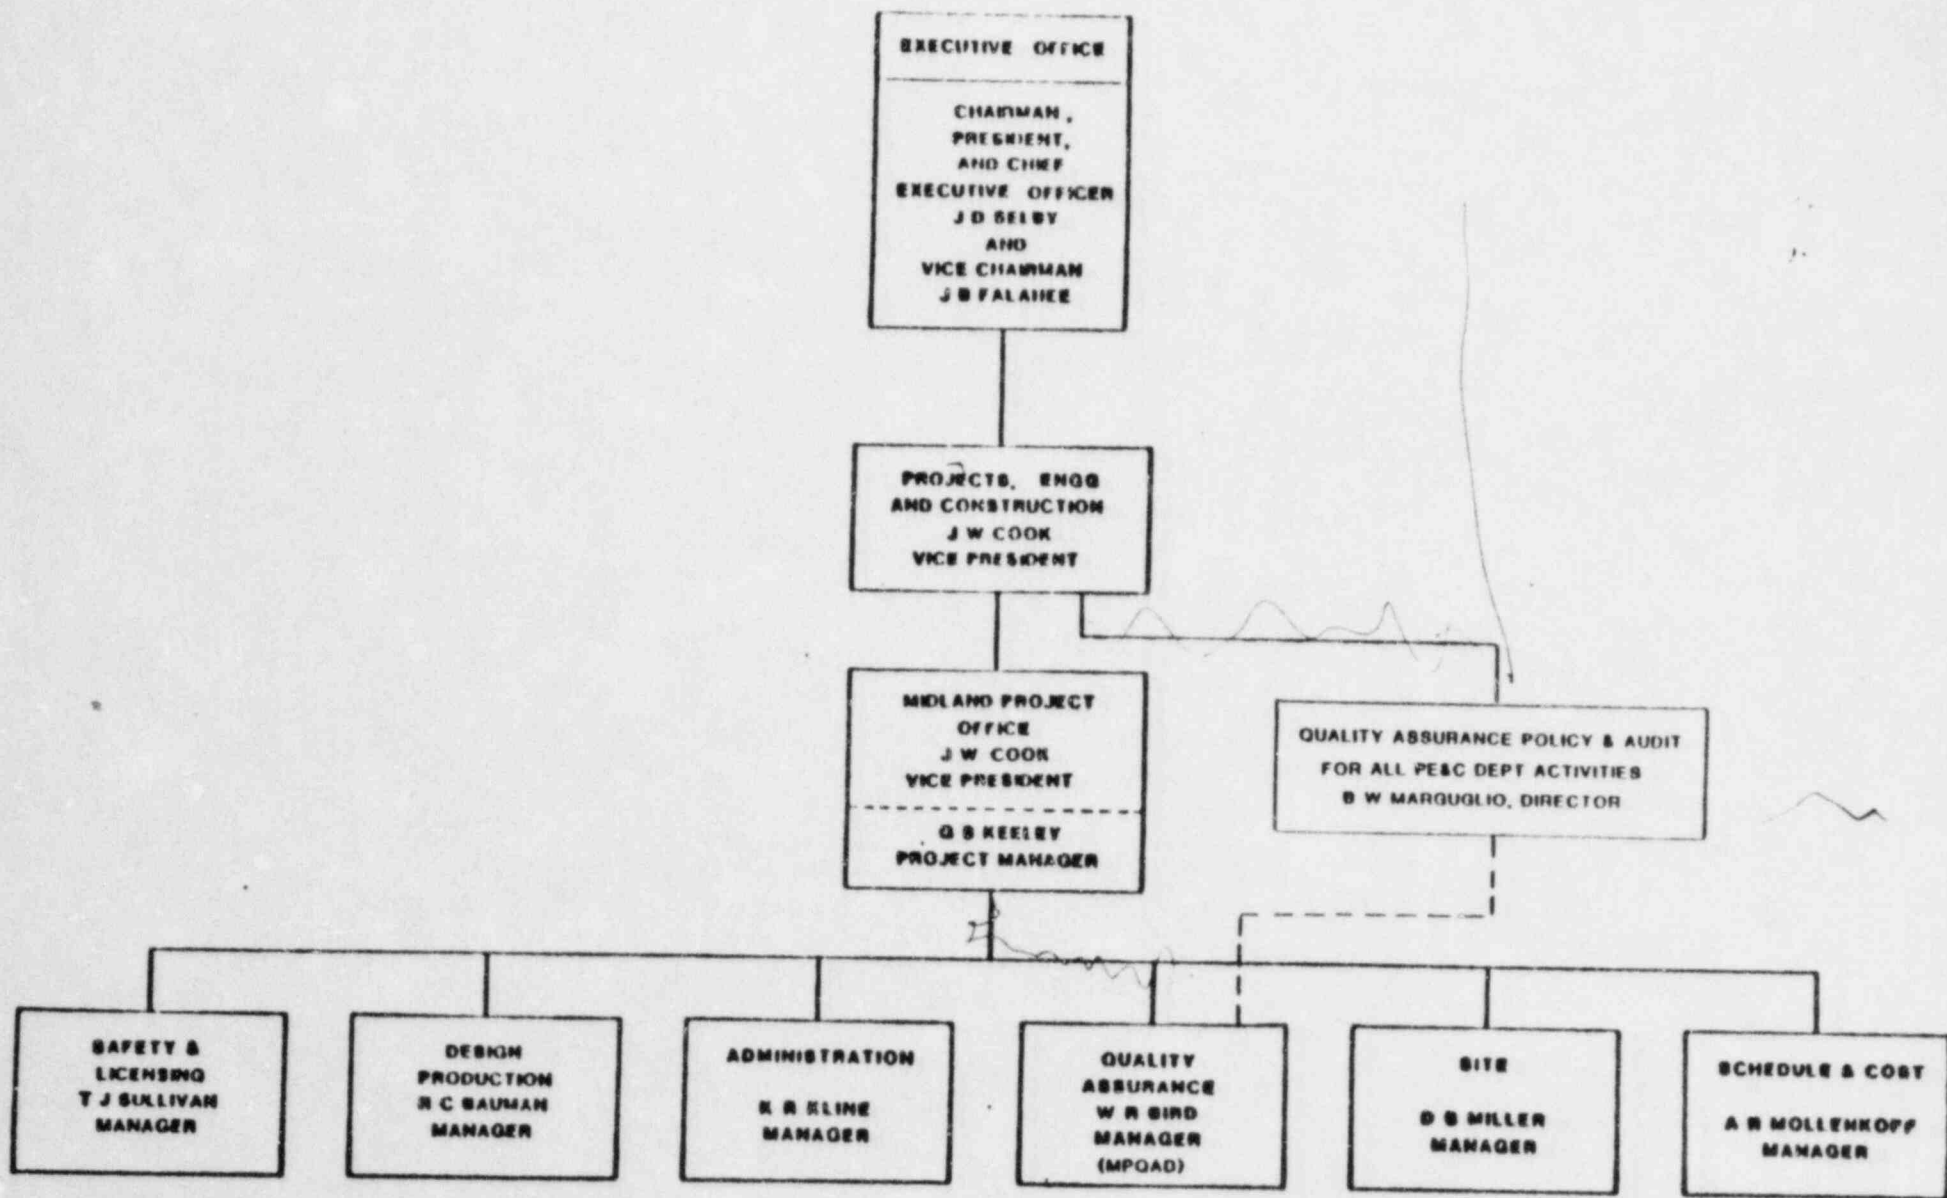 EXECUTIVE OFFICE
CHAIRMAN,
PRESIDENT,
AND CHIEF
EXECUTIVE OFFICER
J D SELBY
AND
VICE CHAIRMAN
J B FALAHEE
PROJECTS, ENGG
AND CONSTRUCTION
J W COOK
VICE PRESIDENT
MIDLAND PROJECT
OFFICE
J W COOK
VICE PRESIDENT
G S KEELEY
PROJECT MANAGER
QUALITY ASSURANCE POLICY & AUDIT
FOR ALL PE&C DEPT ACTIVITIES
B W MARGUGLIO, DIRECTOR
SAFETY &
LICENSING
T J SULLIVAN
MANAGER
DESIGN
PRODUCTION
R C BAUMAN
MANAGER
ADMINISTRATION
K R KLINE
MANAGER
QUALITY
ASSURANCE
W R BIRD
MANAGER
(MPQAD)
SITE
D B MILLER
MANAGER
SCHEDULE & COST
A R MOLLENKOFF
MANAGER